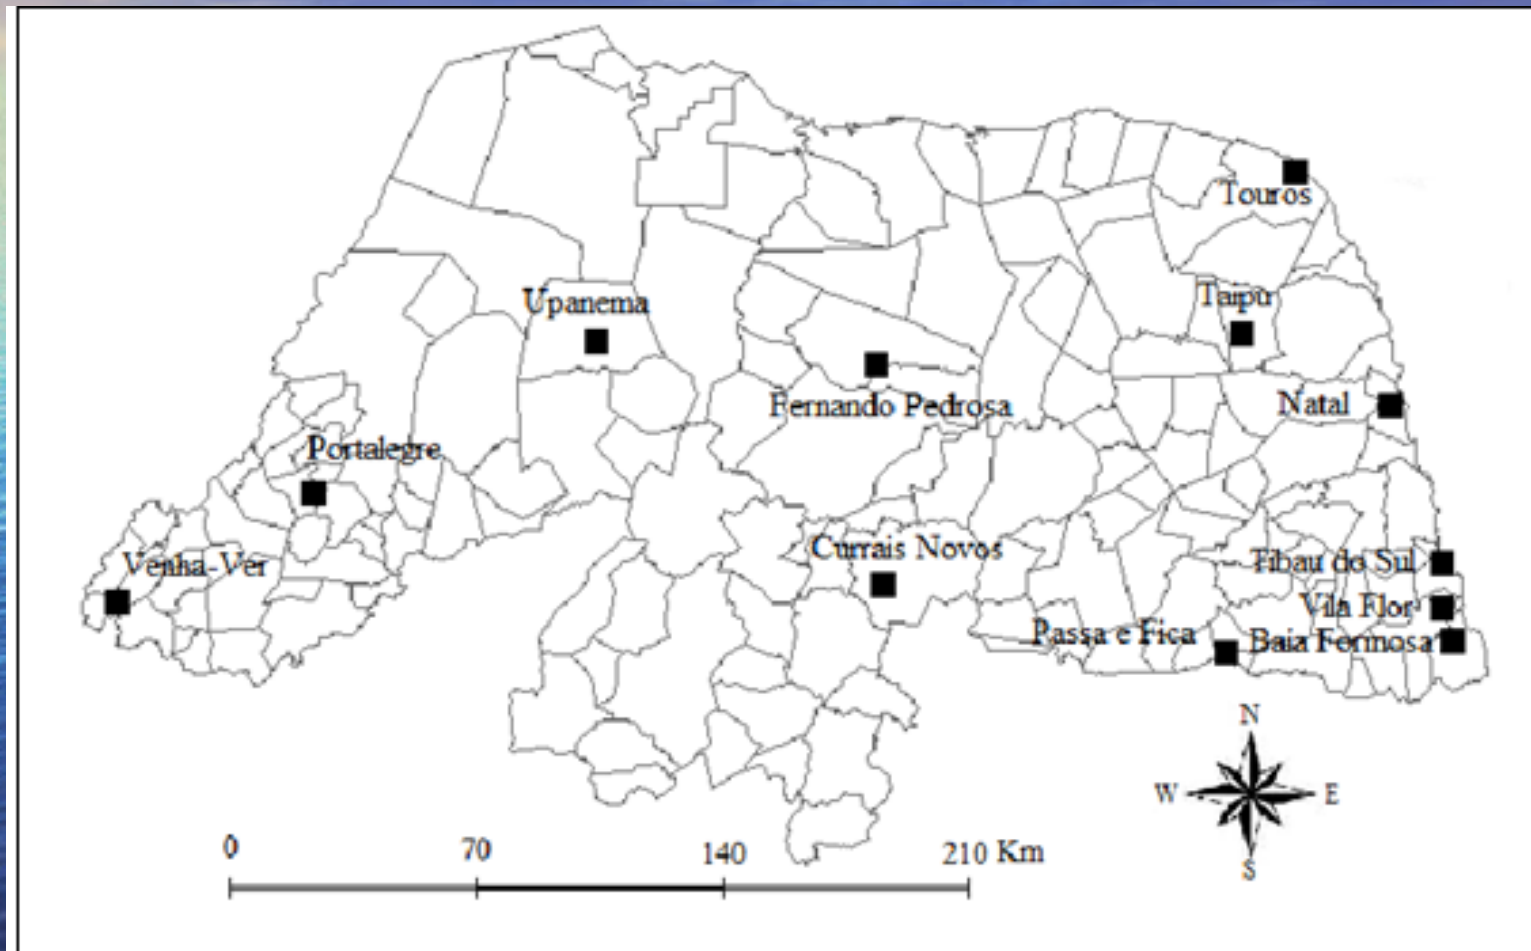 Touros
Taipu
Upanema
Fernando Pedrosa
Natal
Portalegre
Currais Novos
Venha-Ver
Tibau do Sul
Vila Flor
Passa e Fica
Baia Formosa
N
W
E
S
0 70 140 210 Km